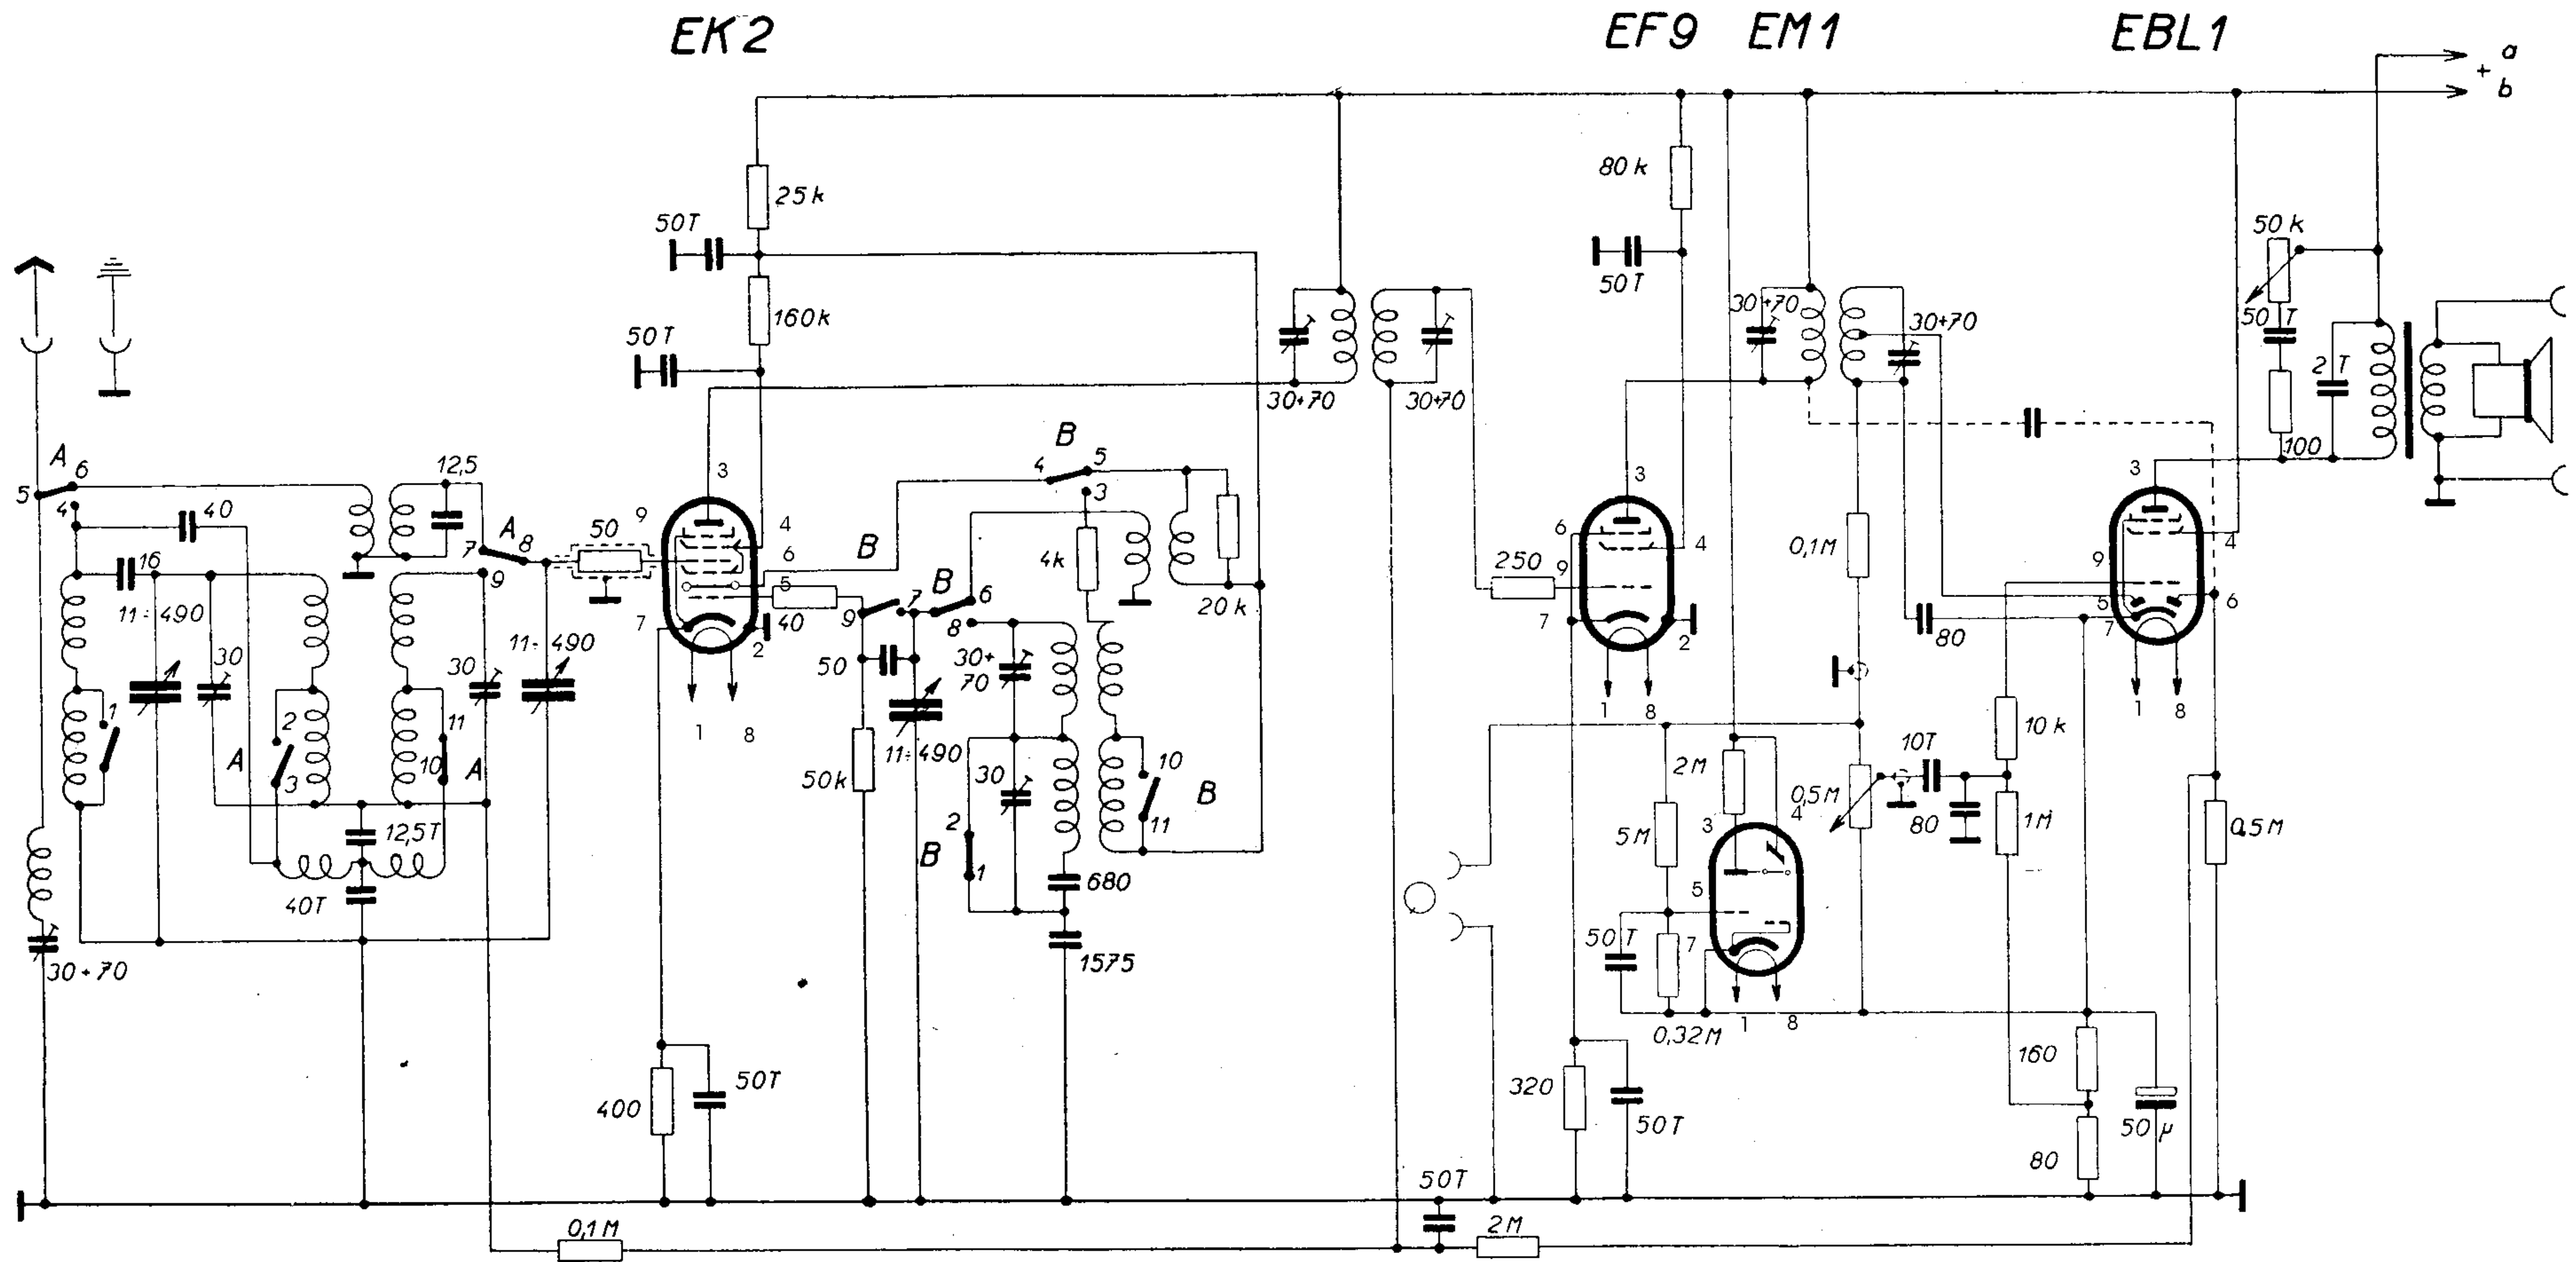 EK2
EF9
EM1
EBL1
a
+
b
25k
50T
160k
50T
80k
50T
30+70
30+70
30+70
30+70
50k
50T
100
2T
A
5
6
4
40
12,5
7
A
8
9
50
16
11÷490
30
1
2
3
A
11
10
A
30
11÷490
12,5T
40T
30+70
9
3
4
6
5
7
2
1
8
40
B
4
5
3
B
4k
20k
9
7
B
6
8
50
11÷490
50k
30+
70
30
2
1
B
10
11
B
680
1575
400
50T
0,1M
250
6
9
7
3
4
2
1
8
0,1M
80
3
4
9
5
7
6
1
8
10k
10T
80
1M
0,5M
2M
0,5M
5M
3
4
5
7
1
8
50T
0,32M
320
50T
160
80
50µ
50T
2M